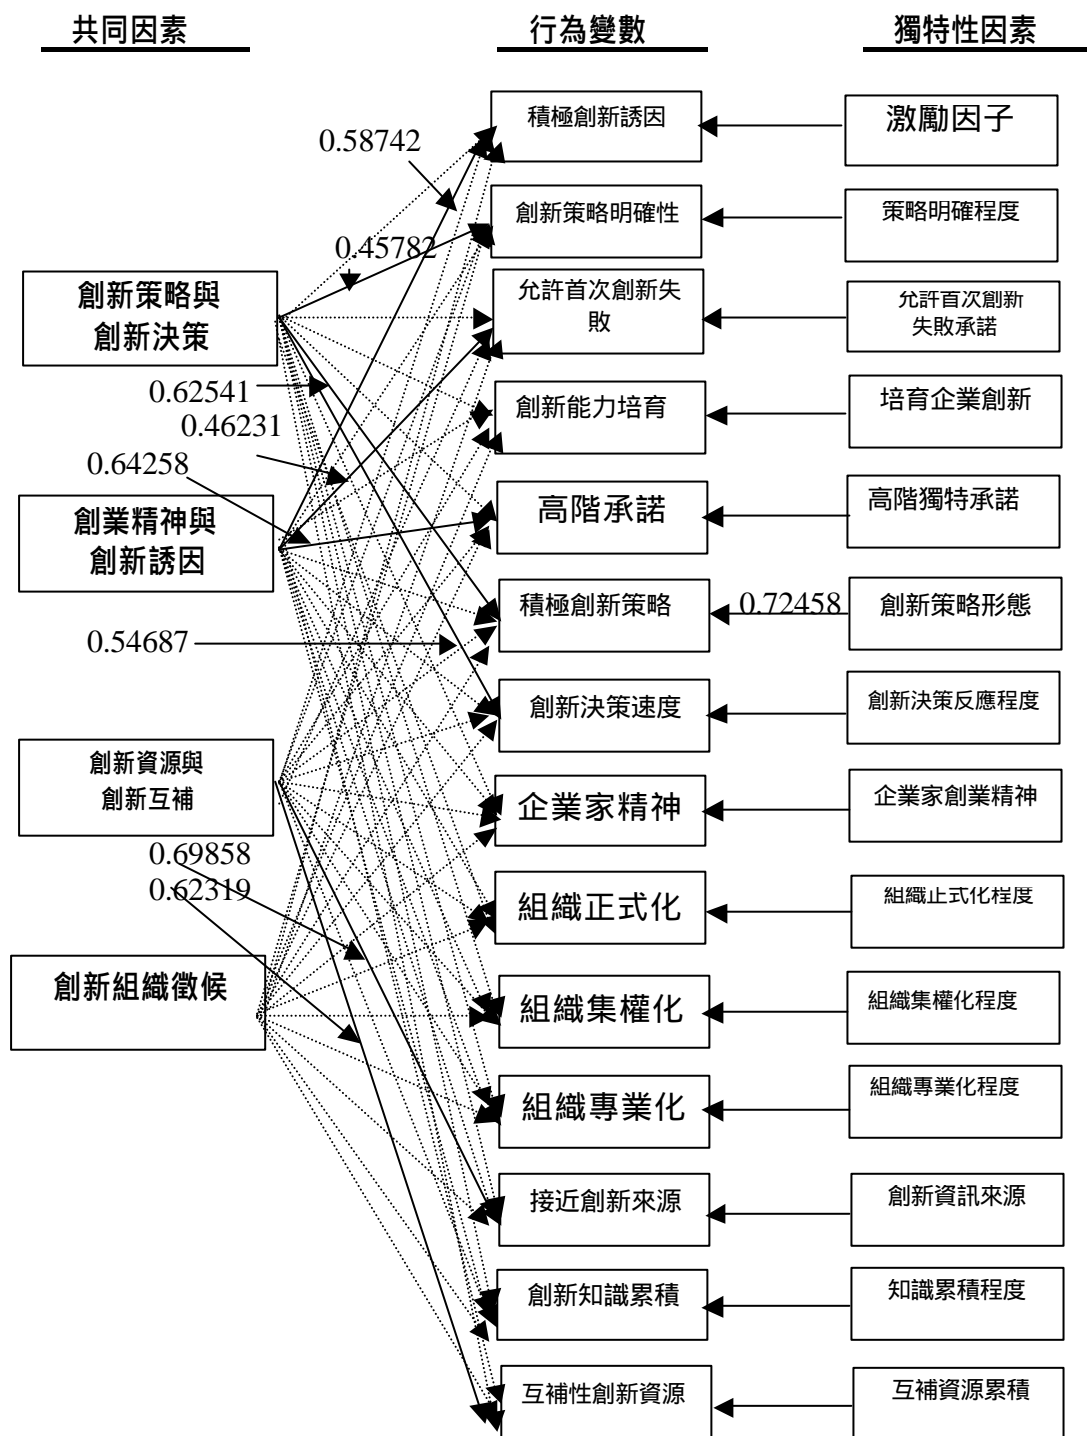 共同因素
行為變數
獨特性因素
積極創新誘因
激勵因子
0.58742
創新策略明確性
策略明確程度
0.45782
創新策略與
創新決策
允許首次創新失
敗
允許首次創新
失敗承諾
0.62541
0.46231
創新能力培育
培育企業創新
0.64258
創業精神與
創新誘因
高階承諾
高階獨特承諾
積極創新策略
0.72458
創新策略形態
0.54687
創新決策速度
創新決策反應程度
創新資源與
創新互補
企業家精神
企業家創業精神
0.69858
0.62319
組織正式化
組織正式化程度
創新組織徵候
組織集權化
組織集權化程度
組織專業化
組織專業化程度
接近創新來源
創新資訊來源
創新知識累積
知識累積程度
互補性創新資源
互補資源累積